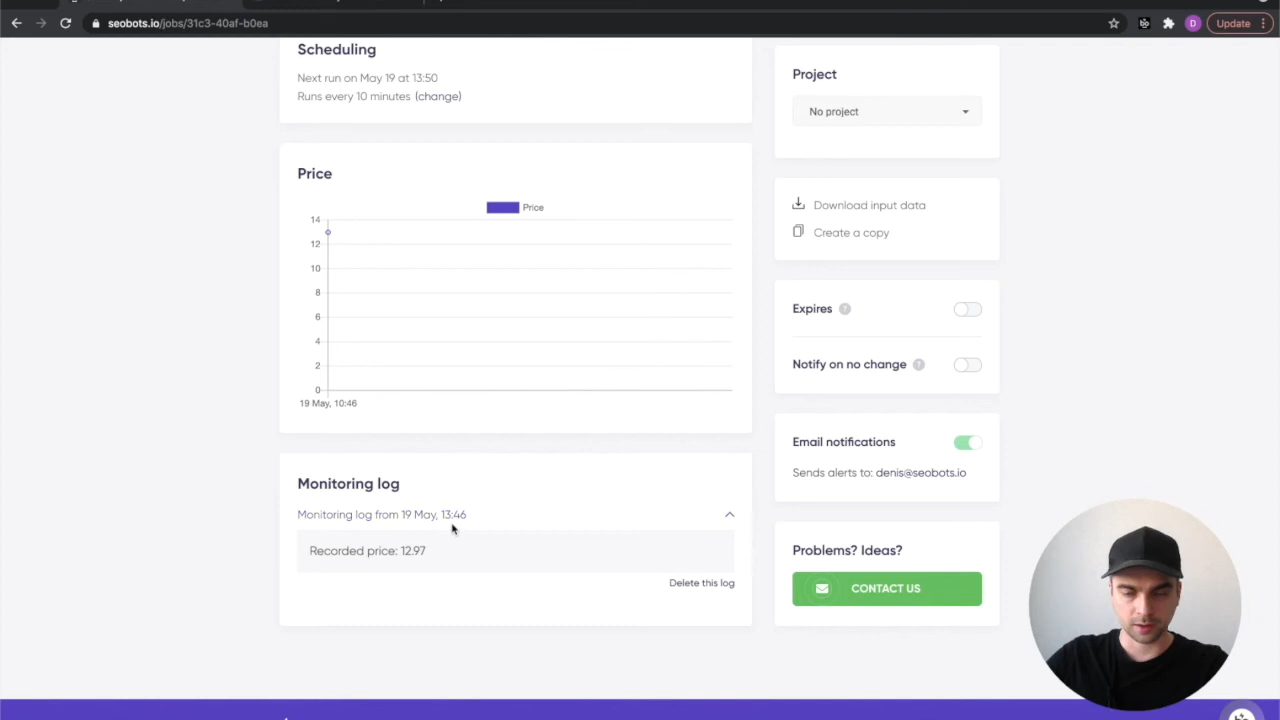 seobots.io/jobs/31c3-40af-b0ea
D
Update
Scheduling
Next run on May 19 at 13:50
Runs every 10 minutes (change)
Price
Price
14
12
10
8
6
4
2
0
19 May, 10:46
Monitoring log
Monitoring log from 19 May, 13:46
Recorded price: 12.97
Delete this log
Project
No project
Download input data
Create a copy
Expires ?
Notify on no change ?
Email notifications
Sends alerts to: denis@seobots.io
Problems? Ideas?
CONTACT US